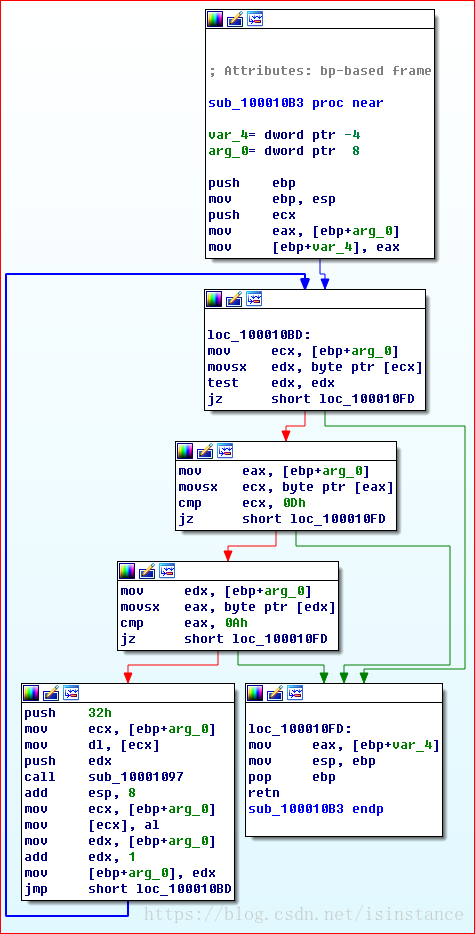 ; Attributes: bp-based frame
sub_100010B3 proc near
var_4= dword ptr -4
arg_0= dword ptr  8
push    ebp
mov     ebp, esp
push    ecx
mov     eax, [ebp+arg_0]
mov     [ebp+var_4], eax
loc_100010BD:
mov     ecx, [ebp+arg_0]
movsx   edx, byte ptr [ecx]
test    edx, edx
jz      short loc_100010FD
mov     eax, [ebp+arg_0]
movsx   ecx, byte ptr [eax]
cmp     ecx, 0Dh
jz      short loc_100010FD
mov     edx, [ebp+arg_0]
movsx   eax, byte ptr [edx]
cmp     eax, 0Ah
jz      short loc_100010FD
push    32h
mov     ecx, [ebp+arg_0]
mov     dl, [ecx]
push    edx
call    sub_10001097
add     esp, 8
mov     ecx, [ebp+arg_0]
mov     [ecx], al
mov     edx, [ebp+arg_0]
add     edx, 1
mov     [ebp+arg_0], edx
jmp     short loc_100010BD
loc_100010FD:
mov     eax, [ebp+var_4]
mov     esp, ebp
pop     ebp
retn
sub_100010B3 endp
https://blog.csdn.net/isinstance